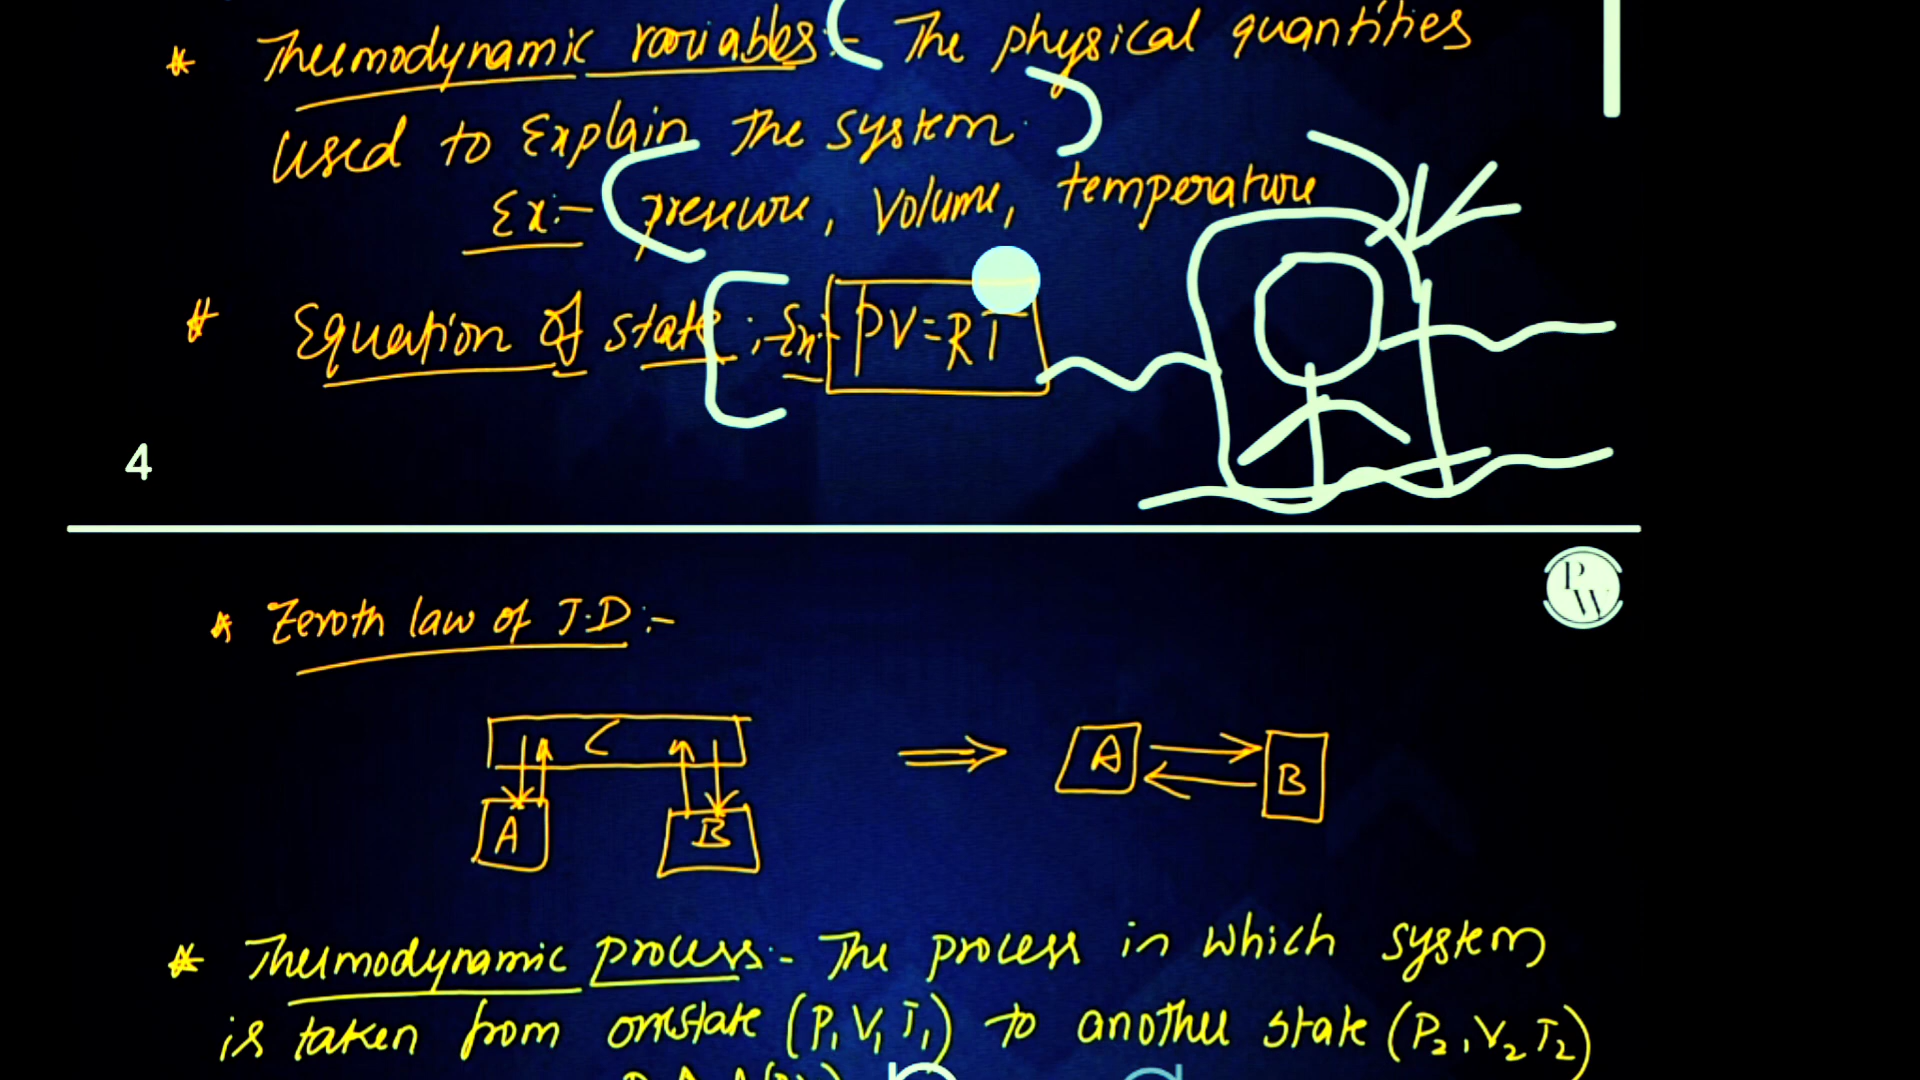 * Thermodynamic variables :- The physical quantities
used to Explain The system.
Ex:- pressure, Volume, temperature
# Equation of state :- Ex:- PV=RT
4
PW
* Zeroth law of T.D :-
C
A B
A B
* Thermodynamic process:- The process in which system
is taken from onestate (P1 V1 T1) to another state (P2, V2 T2)